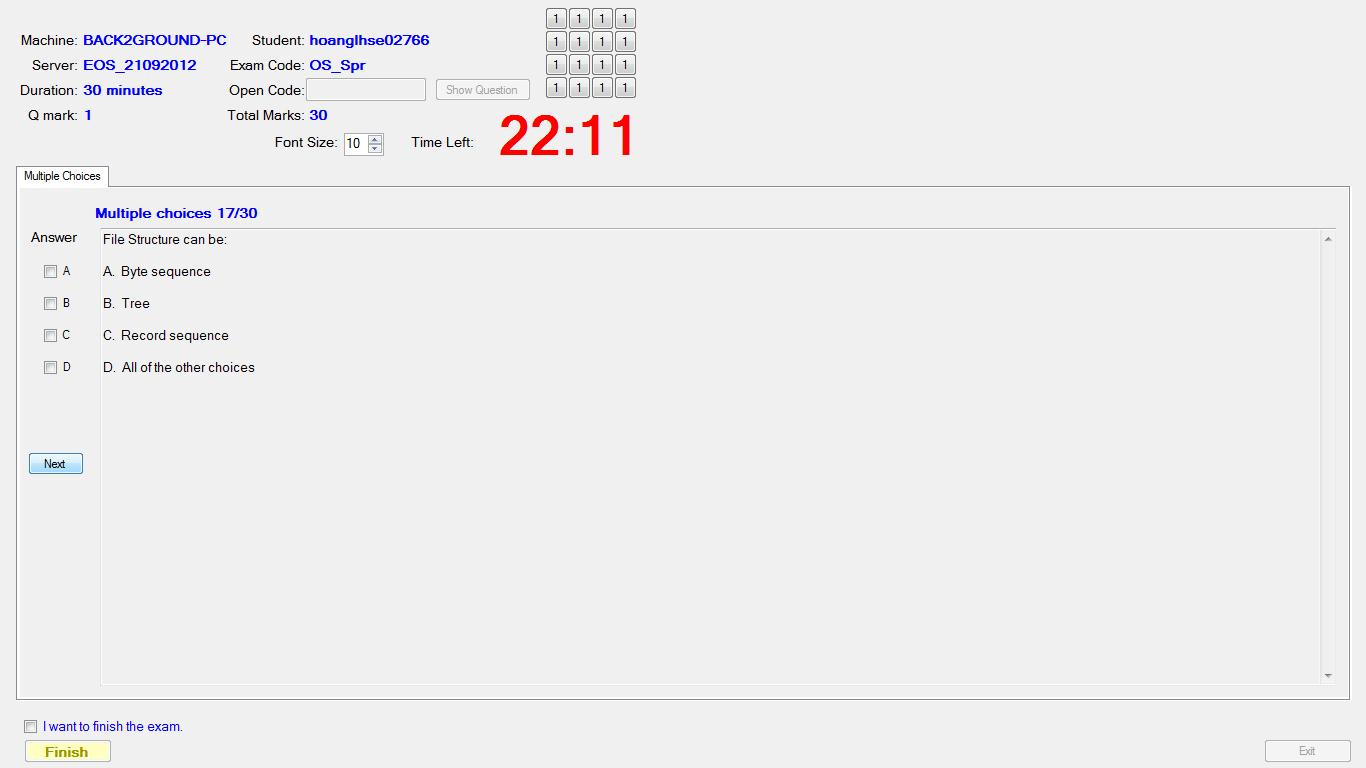 Machine: BACK2GROUND-PC Student: hoanglhse02766
Server: EOS_21092012 Exam Code: OS_Spr
Duration: 30 minutes Open Code: Show Question
Q mark: 1 Total Marks: 30
1 1 1 1
1 1 1 1
1 1 1 1
1 1 1 1
Font Size: 10 Time Left: 22:11
Multiple Choices
Multiple choices 17/30
Answer
File Structure can be:
A A. Byte sequence
B B. Tree
C C. Record sequence
D D. All of the other choices
Next
I want to finish the exam.
Finish
Exit